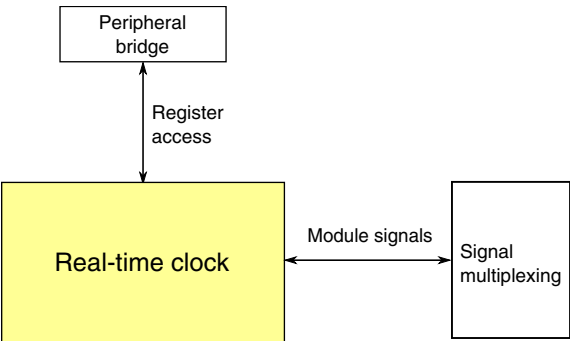 Peripheral
bridge
Register
access
Real-time clock
Module signals
Signal
multiplexing